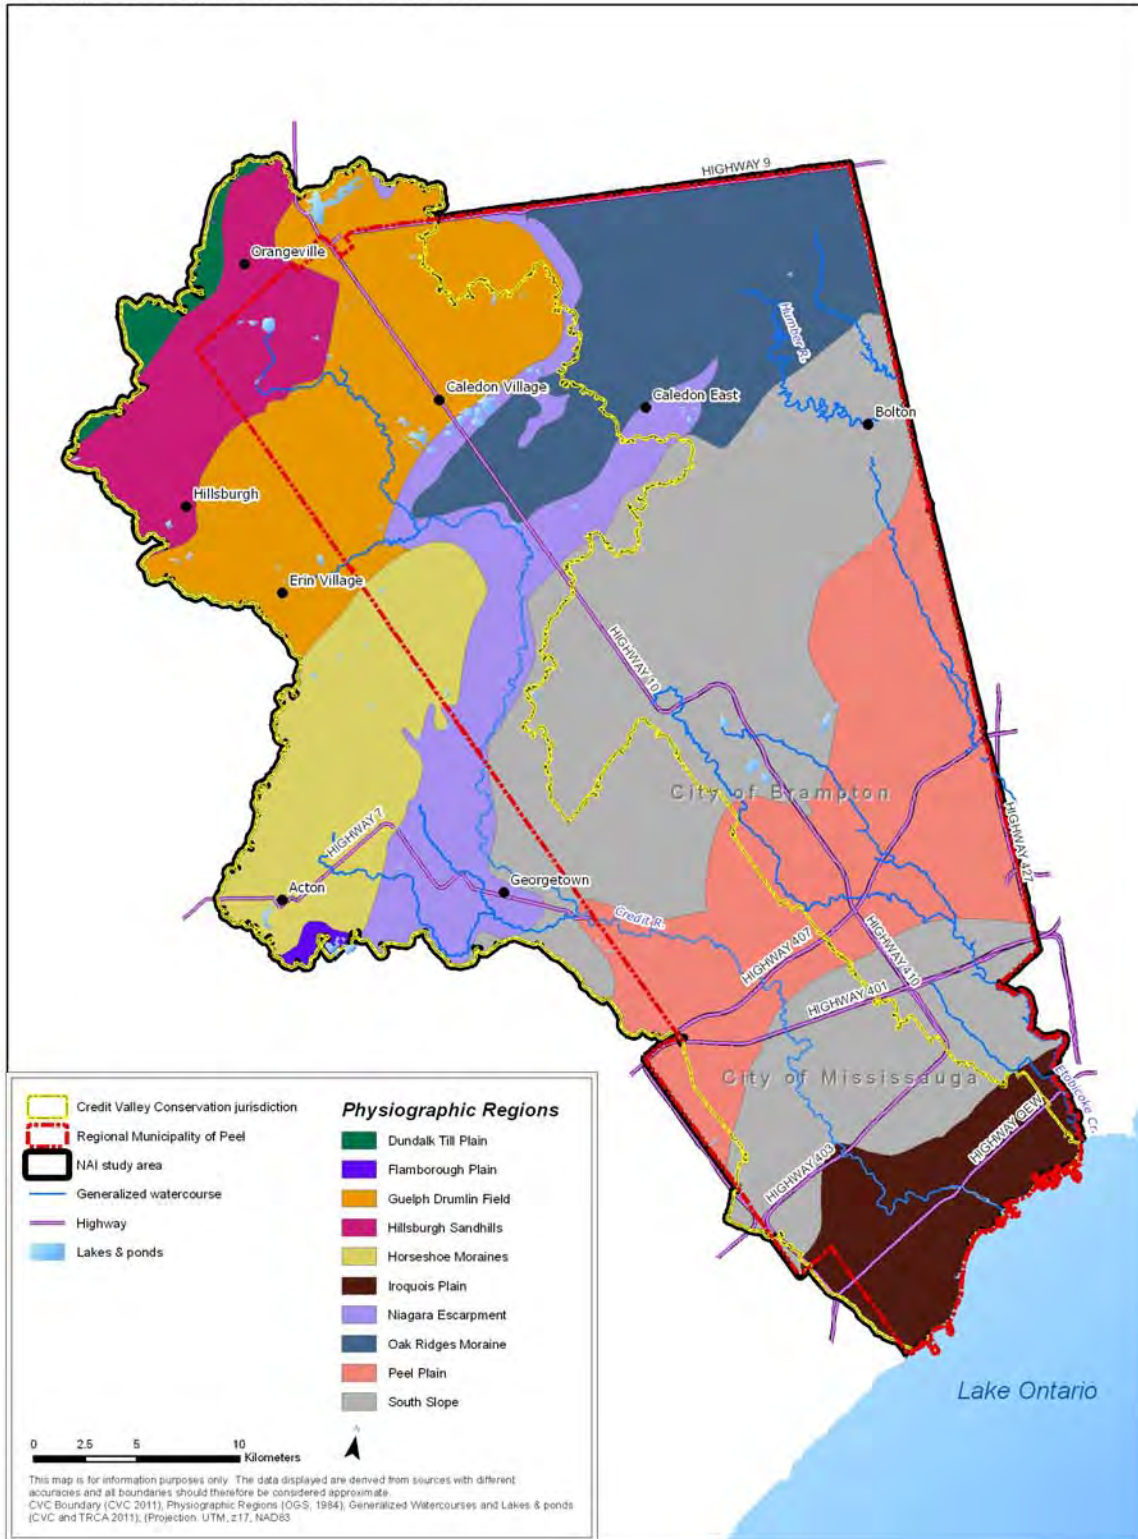 HIGHWAY 9
Orangeville
Humber R.
Caledon Village
Caledon East
Bolton
Hillsburgh
Erin Village
HIGHWAY 10
City of Brampton
HIGHWAY 7
HIGHWAY 427
Acton
Georgetown
Credit R.
HIGHWAY 407
HIGHWAY 410
HIGHWAY 401
City of Mississauga
Etobicoke Cr.
HIGHWAY QEW
HIGHWAY 403
Lake Ontario
Credit Valley Conservation jurisdiction
Regional Municipality of Peel
NAI study area
Generalized watercourse
Highway
Lakes & ponds
Physiographic Regions
Dundalk Till Plain
Flamborough Plain
Guelph Drumlin Field
Hillsburgh Sandhills
Horseshoe Moraines
Iroquois Plain
Niagara Escarpment
Oak Ridges Moraine
Peel Plain
South Slope
0 2.5 5 10
Kilometers
This map is for information purposes only. The data displayed are derived from sources with different
accuracies and all boundaries should therefore be considered approximate.
CVC Boundary (CVC 2011), Physiographic Regions (OGS, 1984), Generalized Watercourses and Lakes & ponds
(CVC and TRCA 2011), (Projection. UTM, z17, NAD83